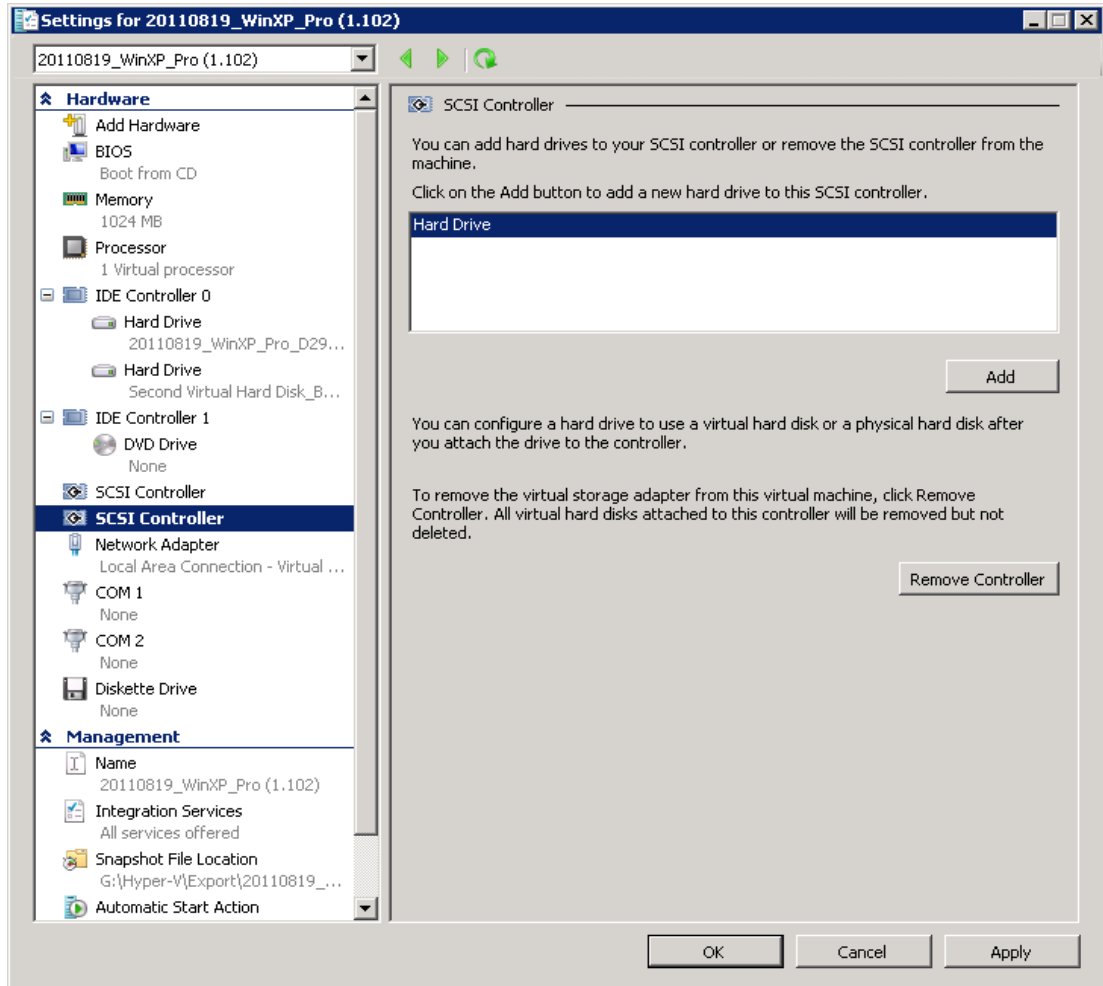 Settings for 20110819_WinXP_Pro (1.102)
20110819_WinXP_Pro (1.102)
Hardware
Add Hardware
BIOS
Boot from CD
Memory
1024 MB
Processor
1 Virtual processor
IDE Controller 0
Hard Drive
20110819_WinXP_Pro_D29...
Hard Drive
Second Virtual Hard Disk_B...
IDE Controller 1
DVD Drive
None
SCSI Controller
SCSI Controller
Network Adapter
Local Area Connection - Virtual ...
COM 1
None
COM 2
None
Diskette Drive
None
Management
Name
20110819_WinXP_Pro (1.102)
Integration Services
All services offered
Snapshot File Location
G:\Hyper-V\Export\20110819_...
Automatic Start Action
SCSI Controller
You can add hard drives to your SCSI controller or remove the SCSI controller from the
machine.
Click on the Add button to add a new hard drive to this SCSI controller.
Hard Drive
Add
You can configure a hard drive to use a virtual hard disk or a physical hard disk after
you attach the drive to the controller.
To remove the virtual storage adapter from this virtual machine, click Remove
Controller. All virtual hard disks attached to this controller will be removed but not
deleted.
Remove Controller
OK
Cancel
Apply